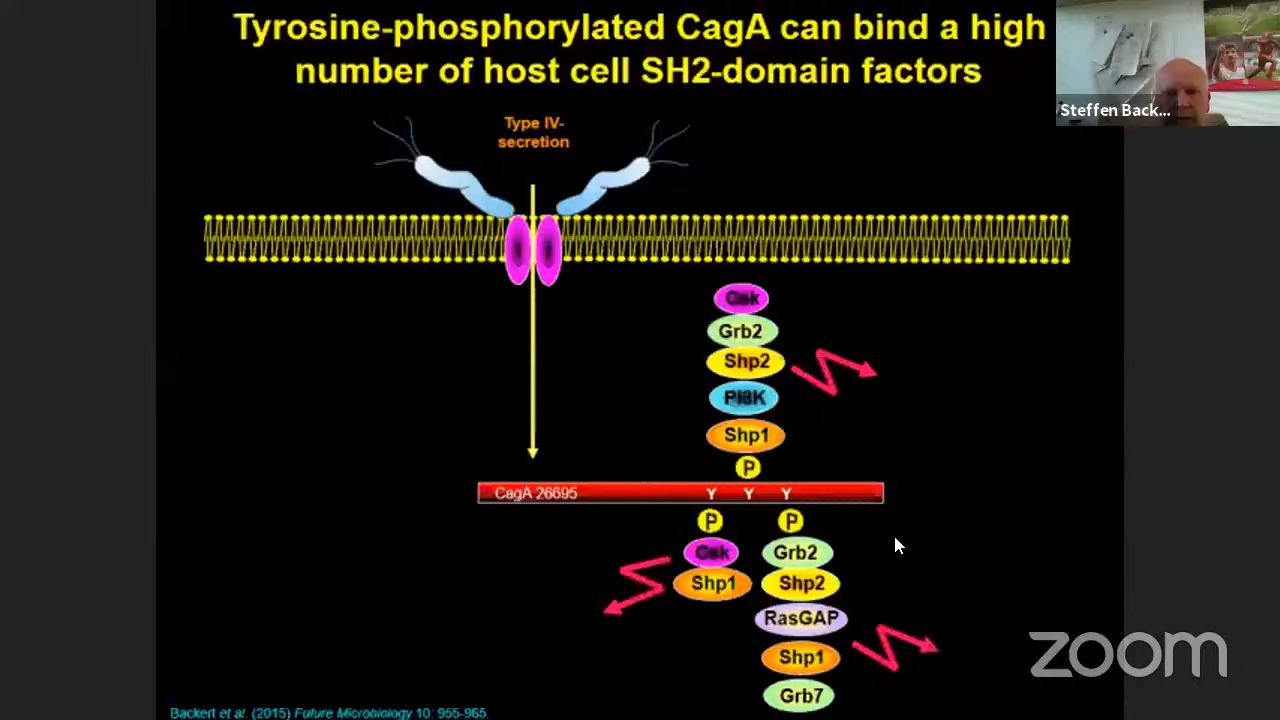 Tyrosine-phosphorylated CagA can bind a high
number of host cell SH2-domain factors
Steffen Back...
Type IV-
secretion
Csk
Grb2
Shp2
PI3K
Shp1
P
CagA 26695 Y Y Y
P P
Csk Grb2
Shp1 Shp2
RasGAP
Shp1
Grb7
zoom
Backert et al. (2015) Future Microbiology 10: 955-965.